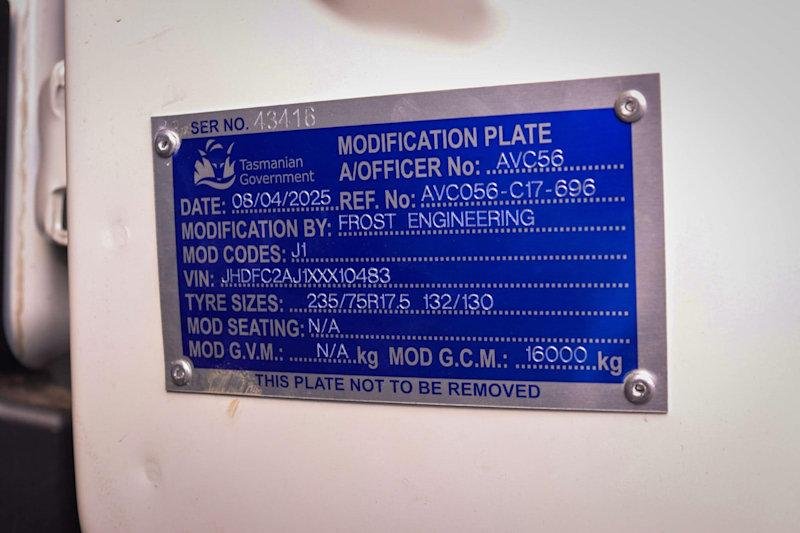 SER NO. 43416
MODIFICATION PLATE
Tasmanian
Government
A/OFFICER No: AVC56
DATE: 08/04/2025 REF. No: AVC056-C17-696
MODIFICATION BY: FROST ENGINEERING
MOD CODES: J1
VIN: JHDFC2AJ1XXX10483
TYRE SIZES: 235/75R17.5 132/130
MOD SEATING: N/A
MOD G.V.M.: N/A kg MOD G.C.M.: 16000 kg
THIS PLATE NOT TO BE REMOVED